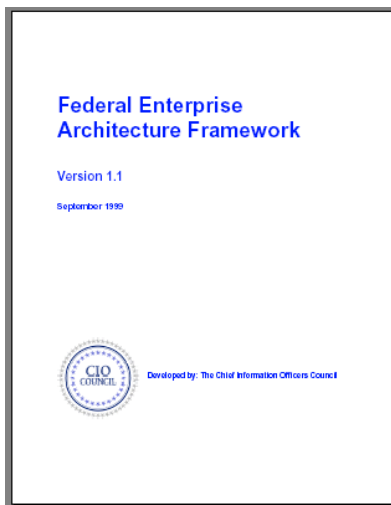 Federal Enterprise
Architecture Framework
Version 1.1
September 1999
CIO
COUNCIL
Developed by: The Chief Information Officers Council